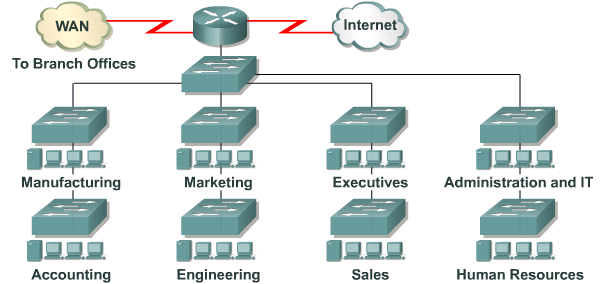 WAN
Internet
To Branch Offices
Manufacturing
Marketing
Executives
Administration and IT
Accounting
Engineering
Sales
Human Resources